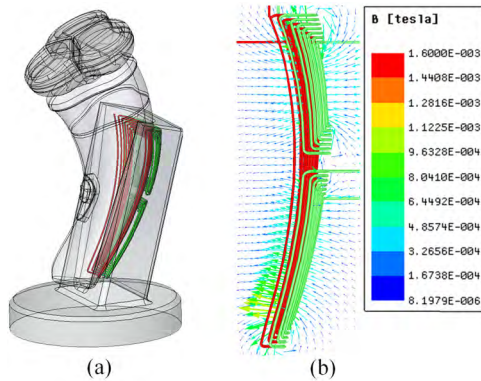 B [tesla]
1.6000E-003
1.4408E-003
1.2816E-003
1.1225E-003
9.6328E-004
8.0410E-004
6.4492E-004
4.8574E-004
3.2656E-004
1.6738E-004
8.1979E-006
(a)
(b)